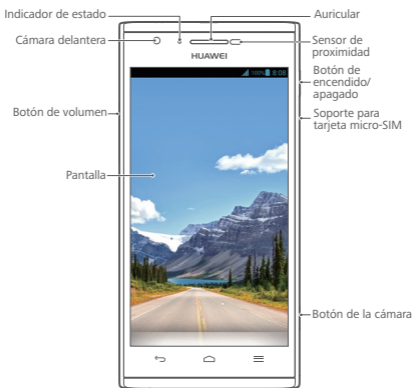 Indicador de estado
Auricular
Cámara delantera
Sensor de
proximidad
HUAWEI
Botón de
encendido/
apagado
100% 8:08
Botón de volumen
Soporte para
tarjeta micro-SIM
Pantalla
Botón de la cámara